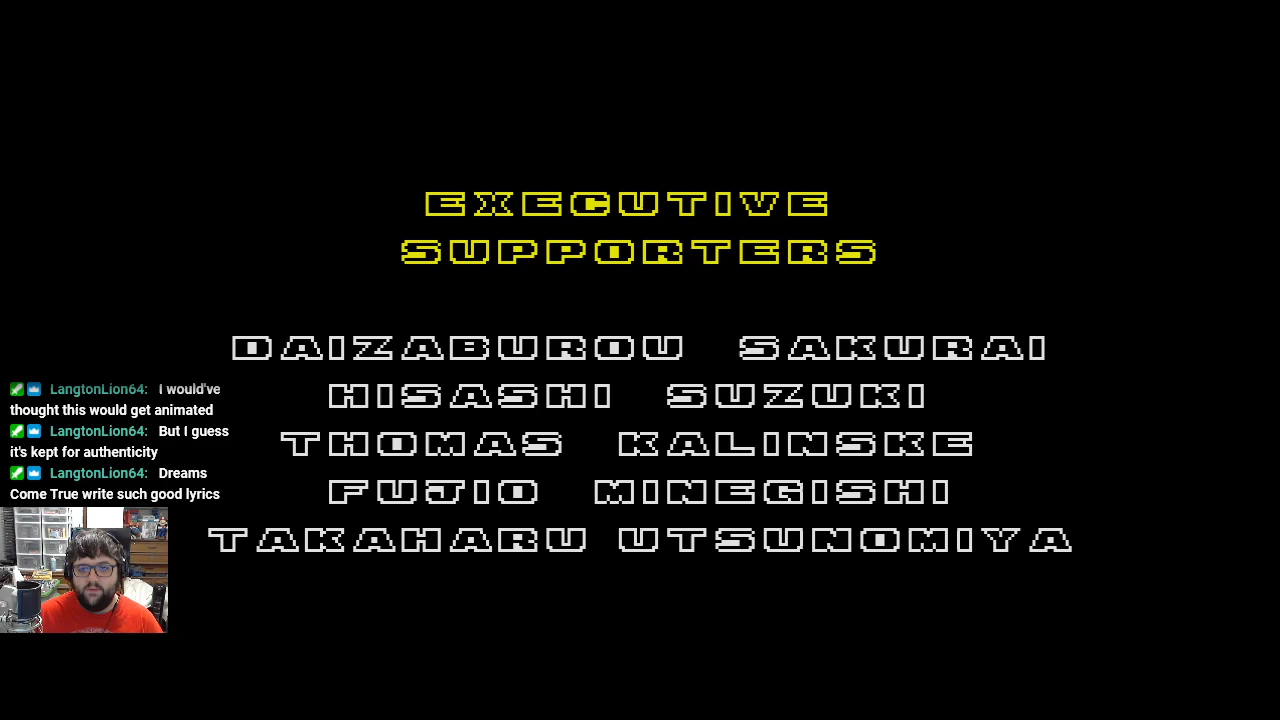 EXECUTIVE
SUPPORTERS
DAIZABUROU SAKURAI
HISASHI SUZUKI
THOMAS KALINSKE
FUJIO MINEGISHI
TAKAHARU UTSUNOMIYA
LangtonLion64: I would've
thought this would get animated
LangtonLion64: But I guess
it's kept for authenticity
LangtonLion64: Dreams
Come True write such good lyrics